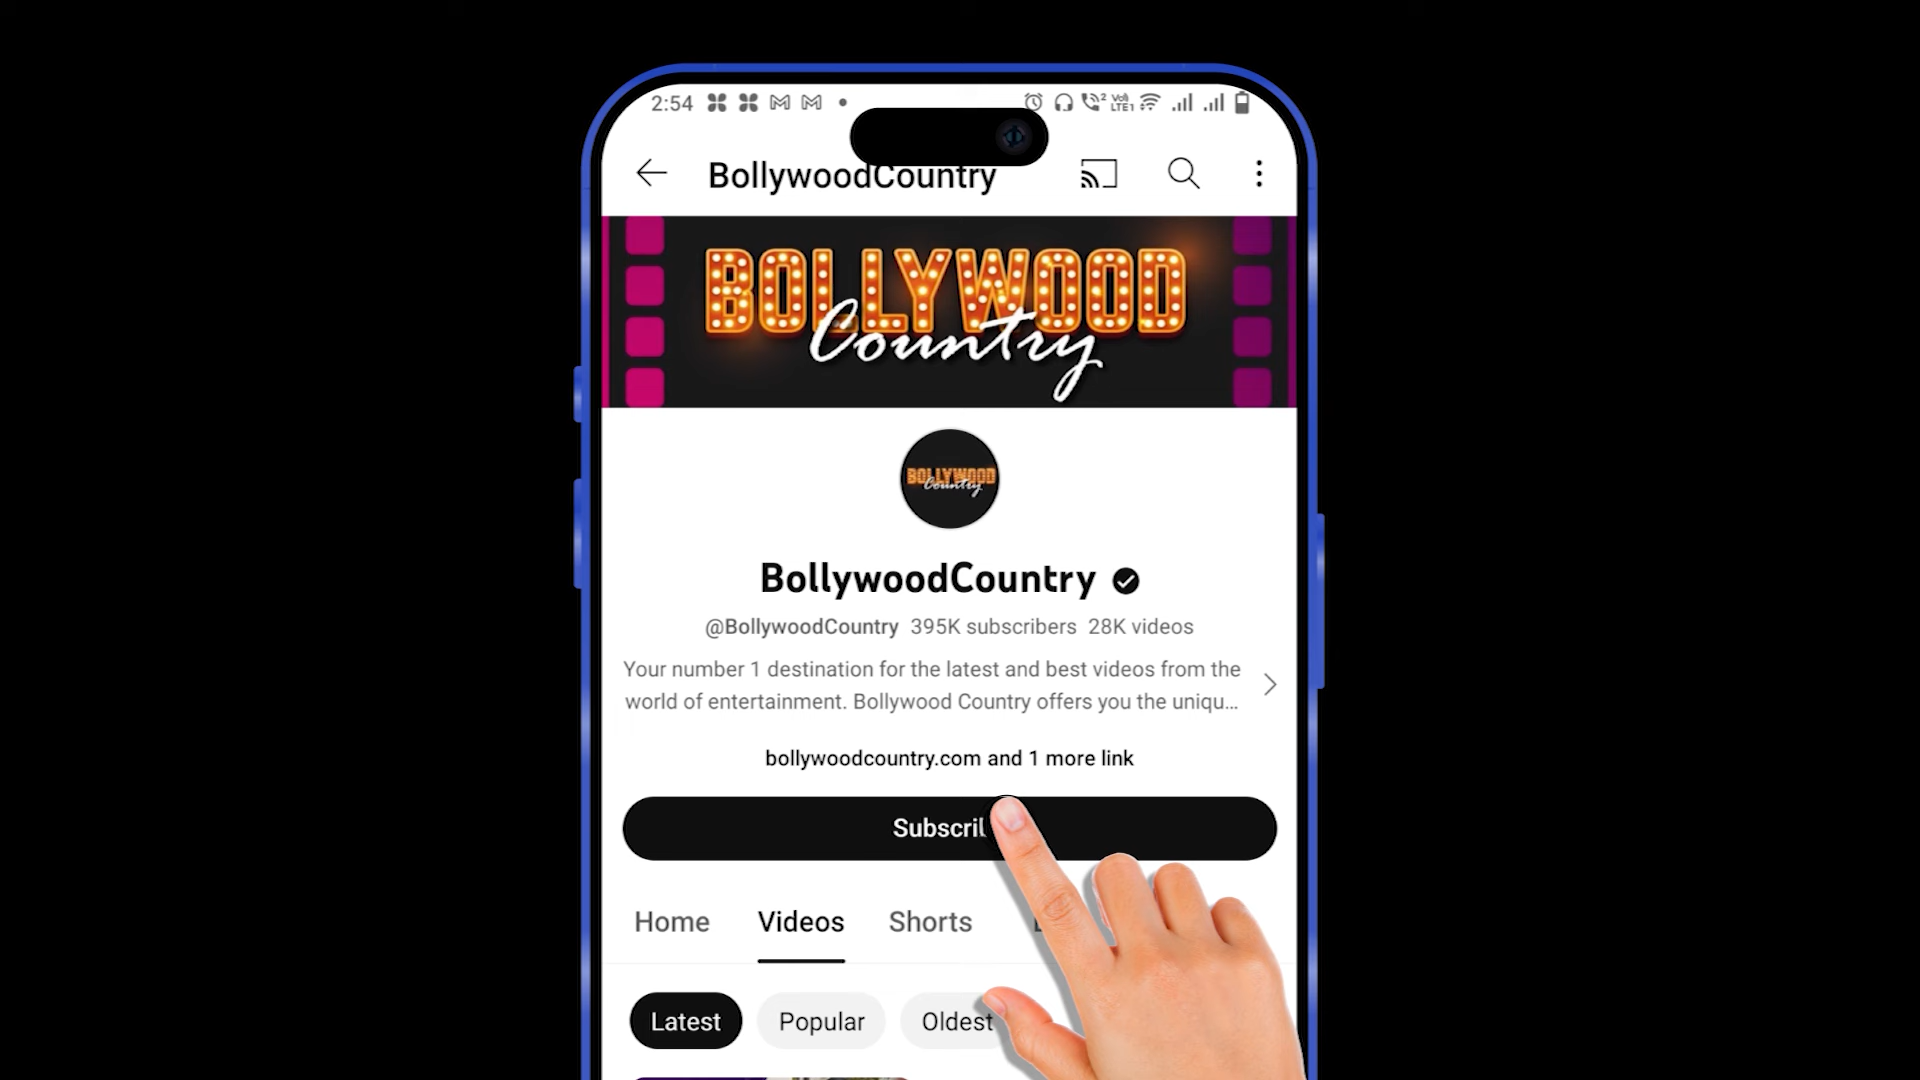 2:54
VoI) LTE1
BollywoodCountry
BOLLYWOOD
Country
BOLLYWOOD
Country
BollywoodCountry
@BollywoodCountry 395K subscribers 28K videos
Your number 1 destination for the latest and best videos from the
world of entertainment. Bollywood Country offers you the uniqu...
bollywoodcountry.com and 1 more link
Subscri
Home Videos Shorts
Latest Popular Oldest